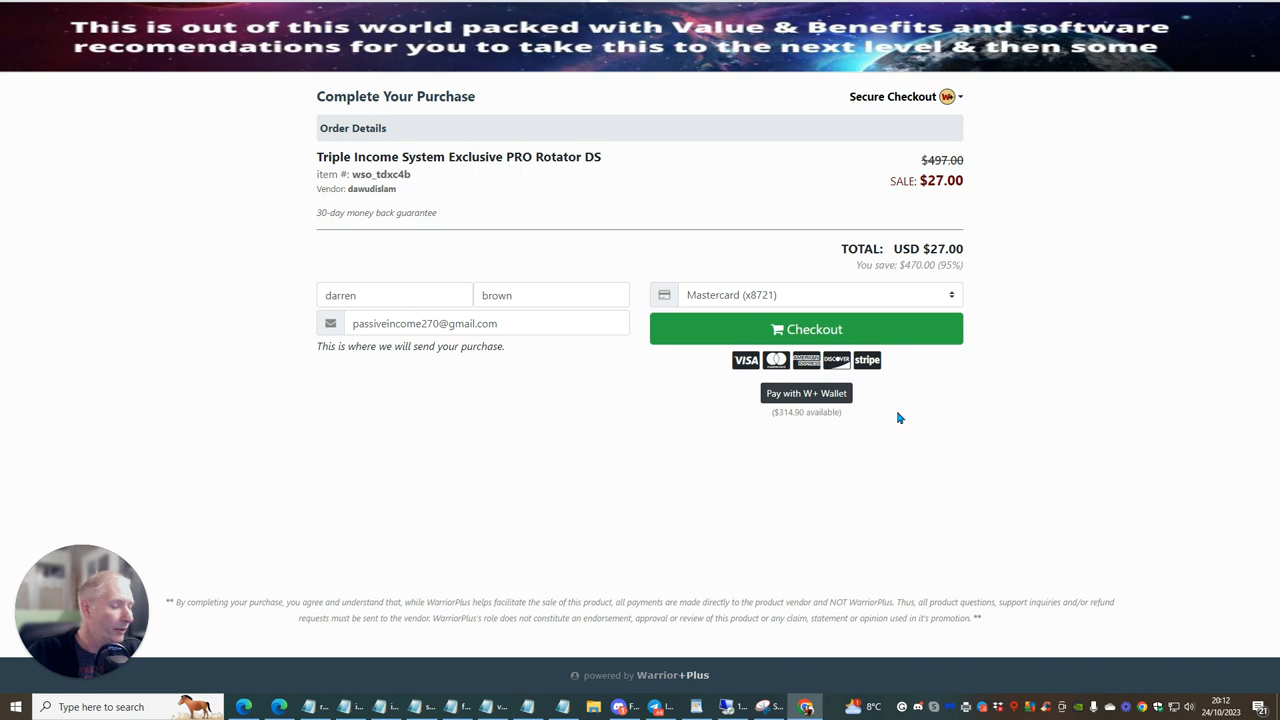 This is out of this world packed with Value & Benefits and software
recomendations for you to take this to the next level & then some
Complete Your Purchase
Secure Checkout W+
Order Details
Triple Income System Exclusive PRO Rotator DS
$497.00
item #: wso_tdxc4b
SALE: $27.00
Vendor: dawudislam
30-day money back guarantee
TOTAL: USD $27.00
You save: $470.00 (95%)
darren
brown
Mastercard (x8721)
passiveincome270@gmail.com
Checkout
This is where we will send your purchase.
VISA
DISCOVER
stripe
Pay with W+ Wallet
($314.90 available)
** By completing your purchase, you agree and understand that, while WarriorPlus helps facilitate the sale of this product, all payments are made directly to the product vendor and NOT WarriorPlus. Thus, all product questions, support inquiries and/or refund
requests must be sent to the vendor. WarriorPlus's role does not constitute an endorsement, approval or review of this product or any claim, statement or opinion used in it's promotion. **
powered by Warrior+Plus
Type here to search
r...
i...
i...
i...
s...
f...
v...
F...
I...
1...
S...
8°C
20:12
24/10/2023